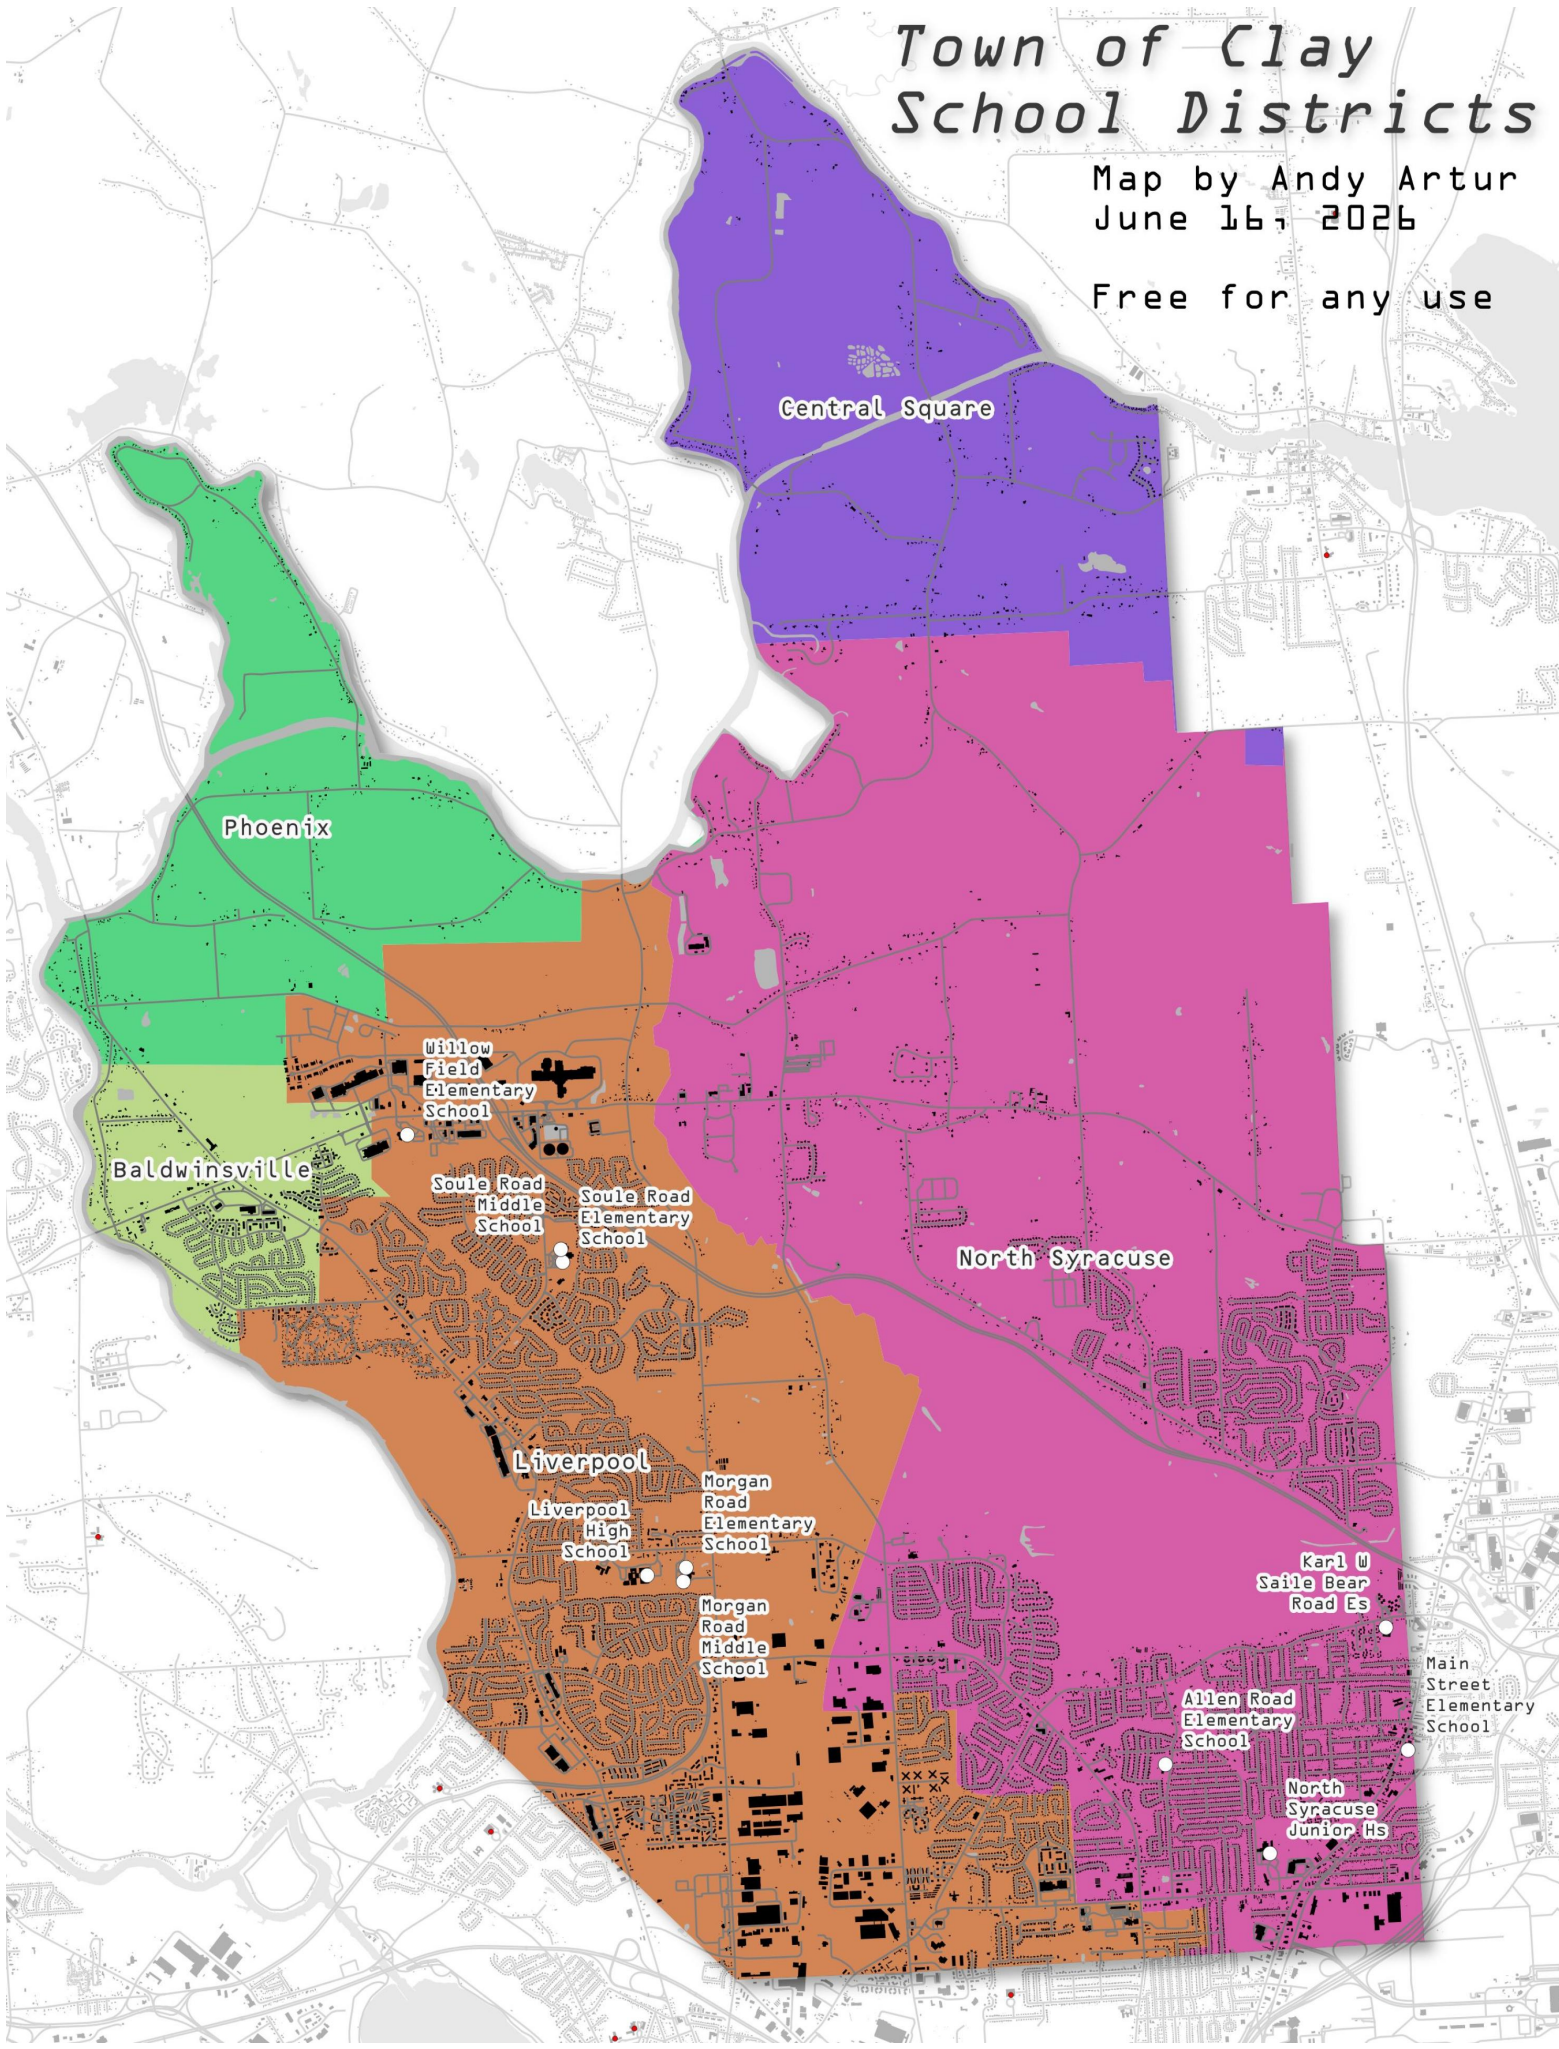 Town of Clay
School Districts
Map by Andy Artur
June 16, 2026
Free for any use
Central Square
Phoenix
Willow
Field
Elementary
School
Baldwinsville
Soule Road
Middle
School
Soule Road
Elementary
School
North Syracuse
Liverpool
Morgan
Road
Elementary
School
Liverpool
High
School
Karl W
Saile Bear
Road Es
Morgan
Road
Middle
School
Main
Street
Elementary
School
Allen Road
Elementary
School
North
Syracuse
Junior Hs